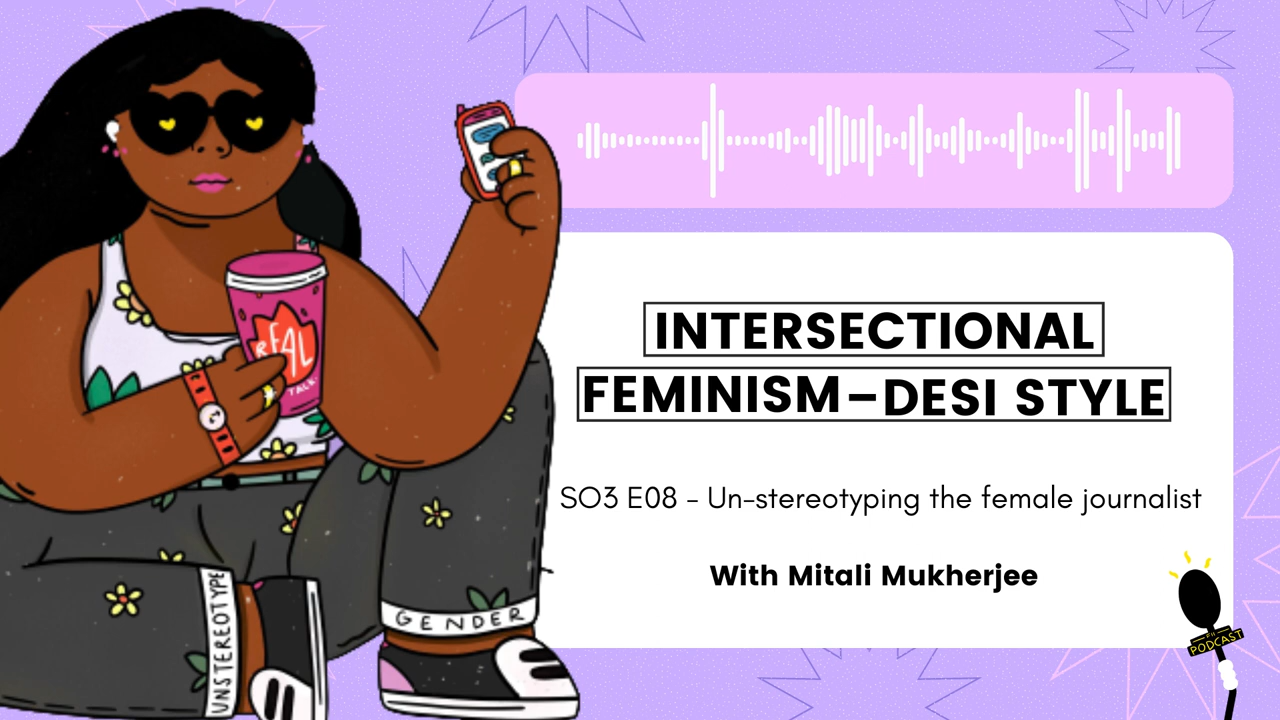 INTERSECTIONAL
FEMINISM–DESI STYLE
SO3 E08 - Un-stereotyping the female journalist
With Mitali Mukherjee
REAL
TALK
UNSTEREOTYPE
GENDER
PODCAST